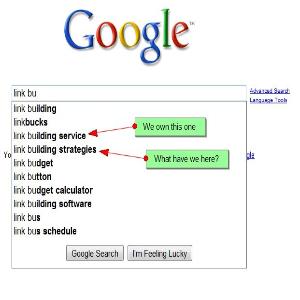 Google™
link bu
Advanced Search
Language Tools
link building
linkbucks
link building service
We own this one
link building strategies
What have we here?
Yo
gle
link budget
link button
link budget calculator
link building software
link bus
link bus schedule
Google Search
I'm Feeling Lucky